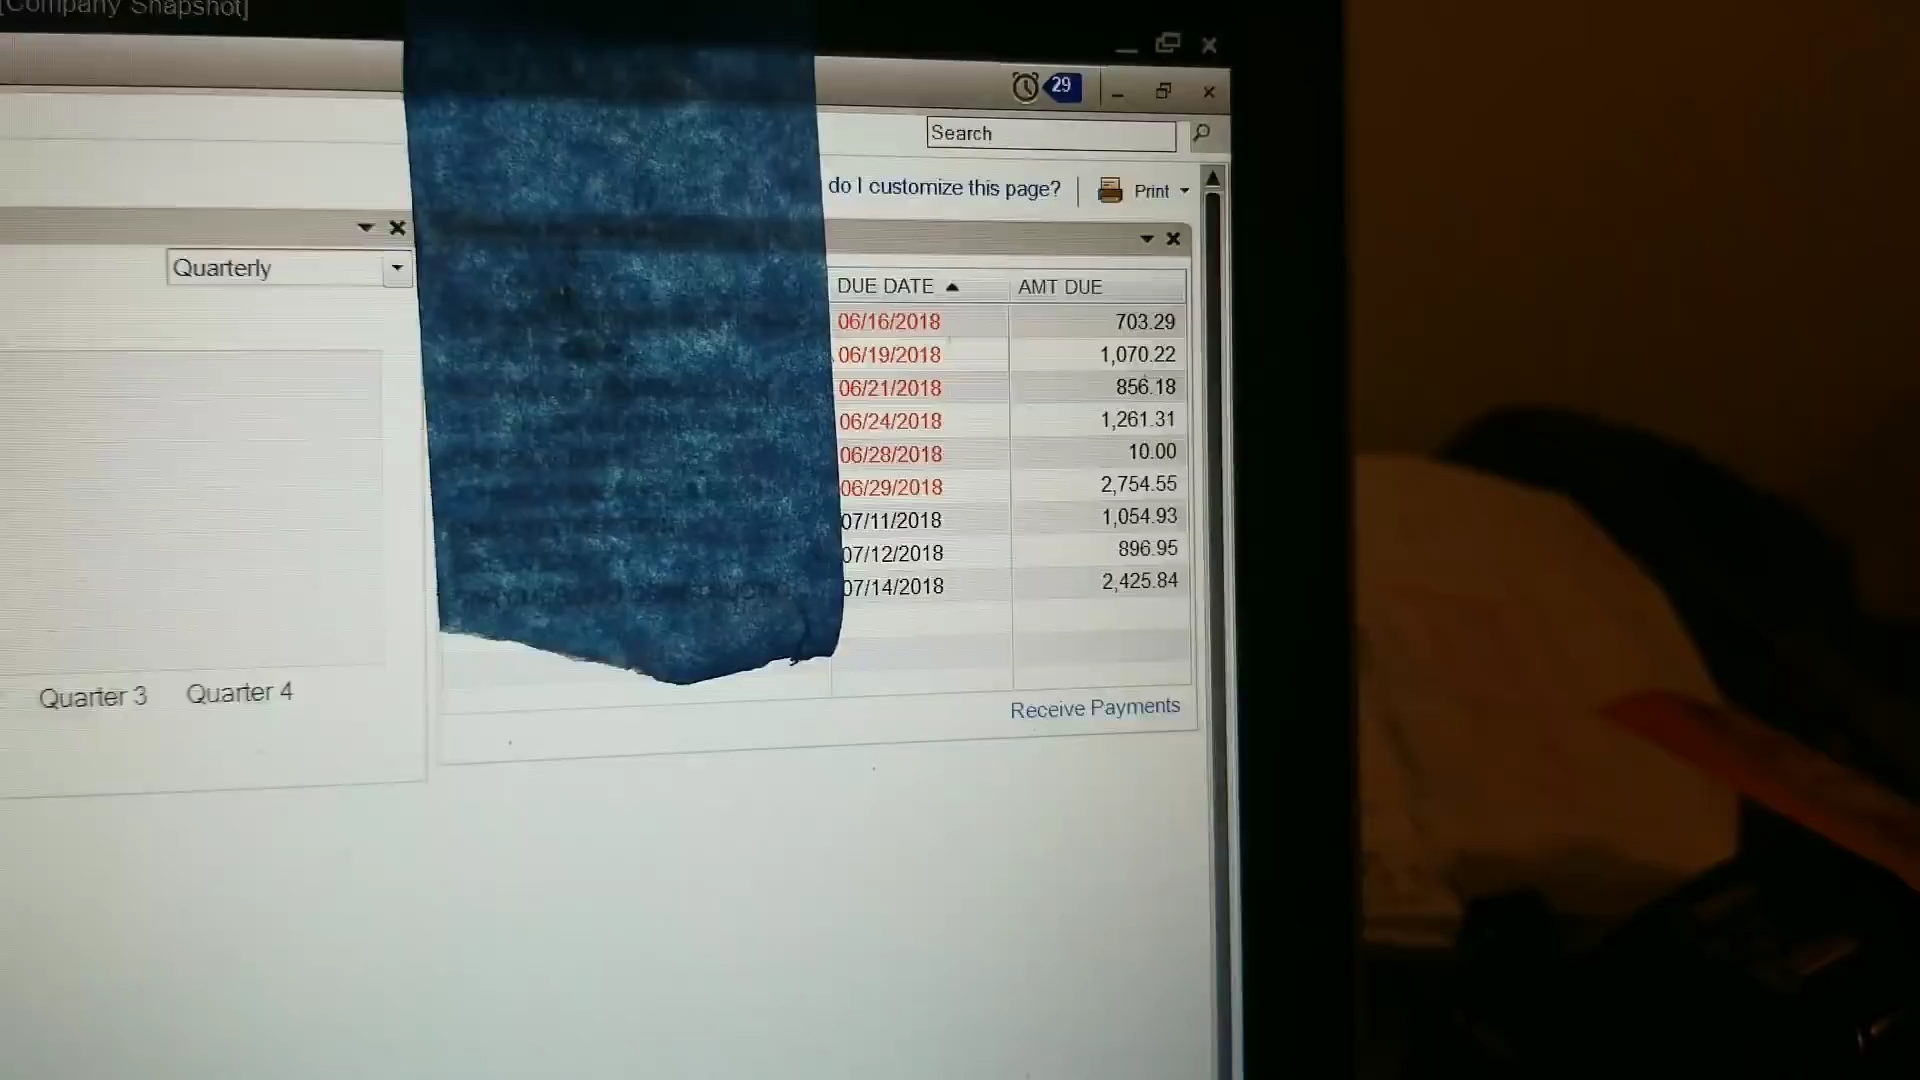 [Company Snapshot]
29
Search
do I customize this page?
Print
Quarterly
DUE DATE AMT DUE
06/16/2018 703.29
06/19/2018 1,070.22
06/21/2018 856.18
06/24/2018 1,261.31
06/28/2018 10.00
06/29/2018 2,754.55
07/11/2018 1,054.93
07/12/2018 896.95
07/14/2018 2,425.84
Quarter 3 Quarter 4
Receive Payments